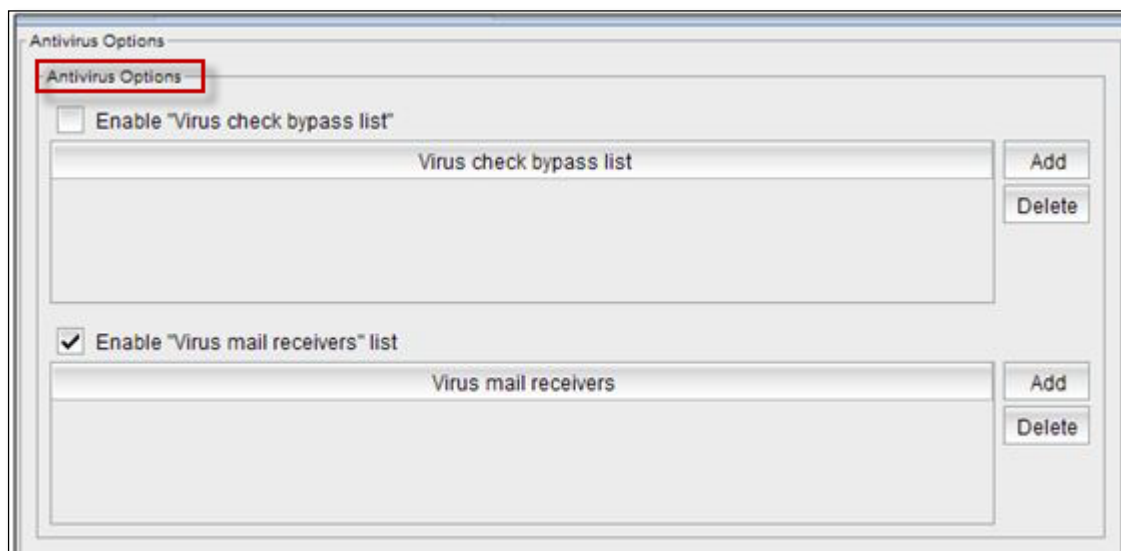 Antivirus Options
Antivirus Options
Enable "Virus check bypass list"
Virus check bypass list
Add
Delete
Enable "Virus mail receivers" list
Virus mail receivers
Add
Delete